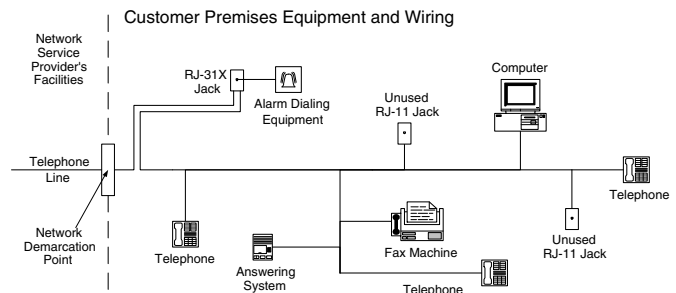 Customer Premises Equipment and Wiring
Network
Service
Provider's
Facilities
RJ-31X
Jack
Alarm Dialing
Equipment
Unused
RJ-11 Jack
Computer
Telephone
Line
Network
Demarcation
Point
Telephone
Answering
System
Fax Machine
Telephone
Unused
RJ-11 Jack
Telephone